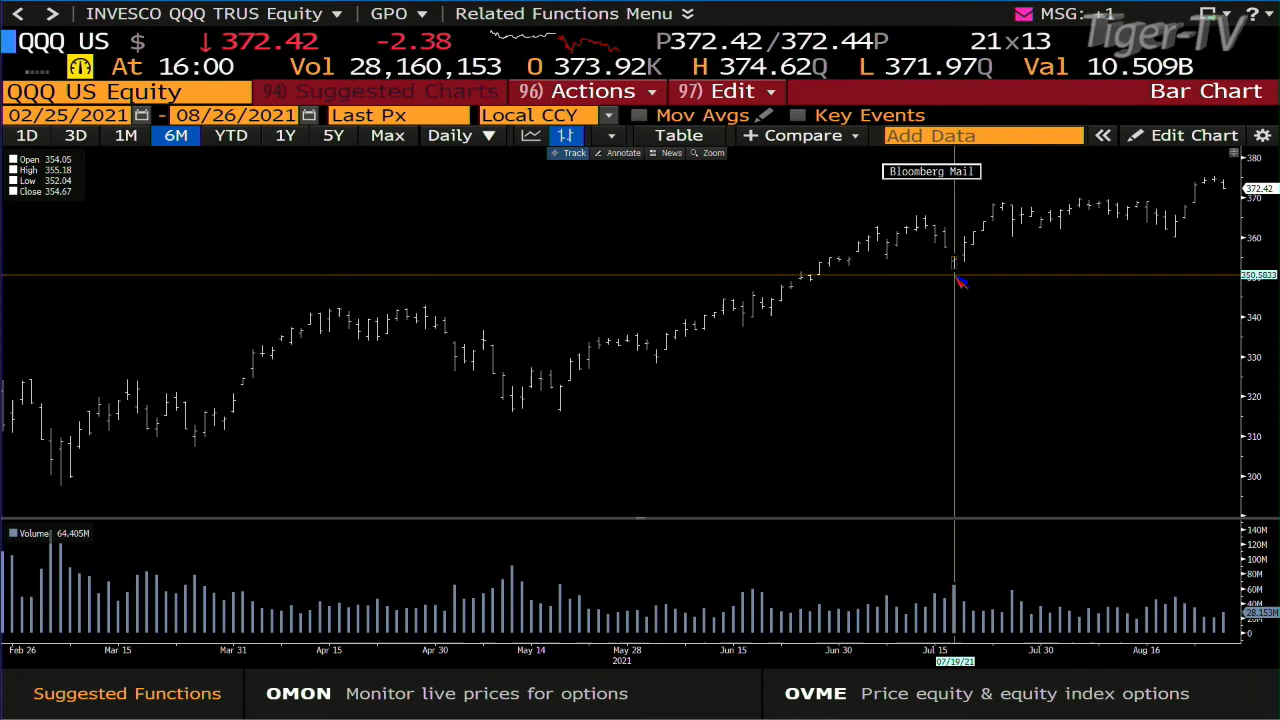 INVESCO QQQ TRUS Equity GPO Related Functions Menu MSG: +1 ?
Tiger-TV
QQQ US $ ↓ 372.42 -2.38 P372.42/372.44P 21x13
At 16:00 Vol 28,160,153 O 373.92K H 374.62Q L 371.97Q Val 10.509B
QQQ US Equity 94) Suggested Charts 96) Actions 97) Edit Bar Chart
02/25/2021 - 08/26/2021 Last Px Local CCY Mov Avgs Key Events
1D 3D 1M 6M YTD 1Y 5Y Max Daily ▼ Table + Compare Add Data « Edit Chart
Track Annotate News Zoom
Open 354.05
High 355.18
Low 352.04
Close 354.67
Bloomberg Mail
380
372.42
370
360
350.5833
340
330
320
310
300
Volume 64.405M
140M
120M
100M
80M
60M
40M
28.153M
20M
0
Feb 26 Mar 15 Mar 31 Apr 15 Apr 30 May 14 May 28 Jun 15 Jun 30 Jul 15 Jul 30 Aug 16
2021 07/19/21
Suggested Functions OMON Monitor live prices for options OVME Price equity & equity index options